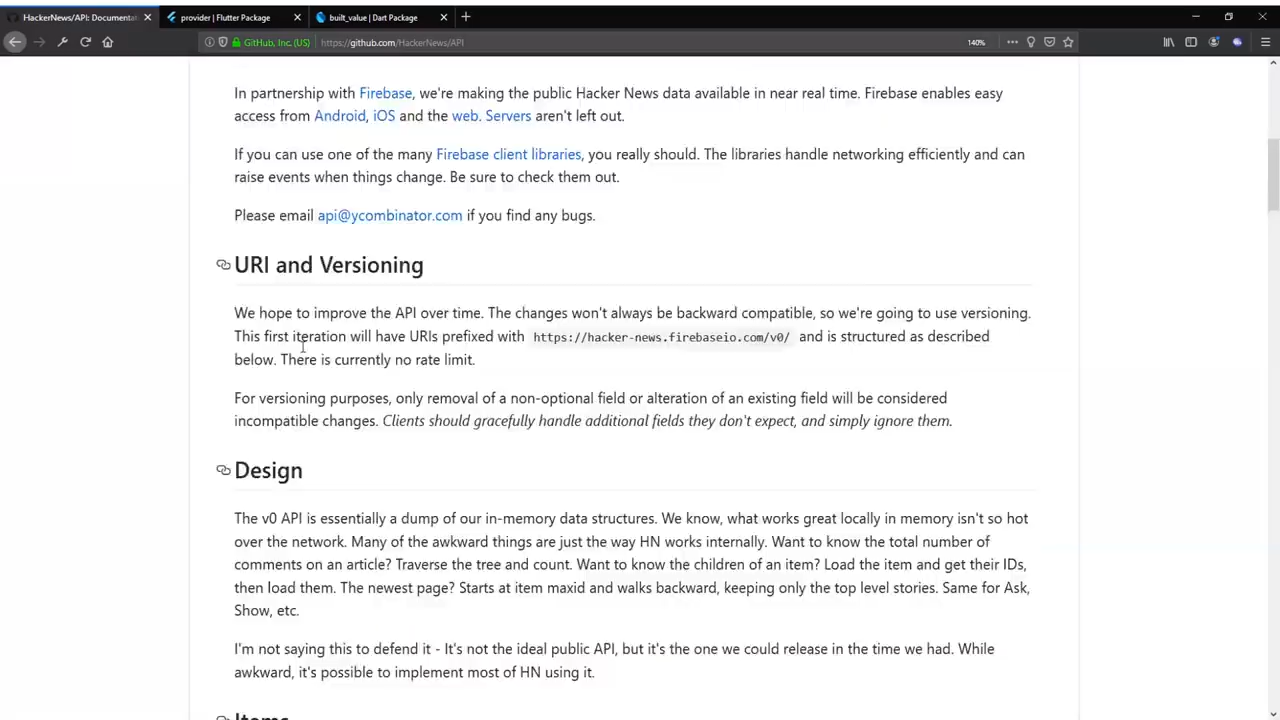 HackerNews/API: Documenta
provider | Flutter Package
built_value | Dart Package
GitHub, Inc. (US)
https://github.com/HackerNews/API
140%
In partnership with Firebase, we're making the public Hacker News data available in near real time. Firebase enables easy
access from Android, iOS and the web. Servers aren't left out.
If you can use one of the many Firebase client libraries, you really should. The libraries handle networking efficiently and can
raise events when things change. Be sure to check them out.
Please email api@ycombinator.com if you find any bugs.
URI and Versioning
We hope to improve the API over time. The changes won't always be backward compatible, so we're going to use versioning.
This first iteration will have URIs prefixed with https://hacker-news.firebaseio.com/v0/ and is structured as described
below. There is currently no rate limit.
For versioning purposes, only removal of a non-optional field or alteration of an existing field will be considered
incompatible changes. Clients should gracefully handle additional fields they don't expect, and simply ignore them.
Design
The v0 API is essentially a dump of our in-memory data structures. We know, what works great locally in memory isn't so hot
over the network. Many of the awkward things are just the way HN works internally. Want to know the total number of
comments on an article? Traverse the tree and count. Want to know the children of an item? Load the item and get their IDs,
then load them. The newest page? Starts at item maxid and walks backward, keeping only the top level stories. Same for Ask,
Show, etc.
I'm not saying this to defend it - It's not the ideal public API, but it's the one we could release in the time we had. While
awkward, it's possible to implement most of HN using it.
Items